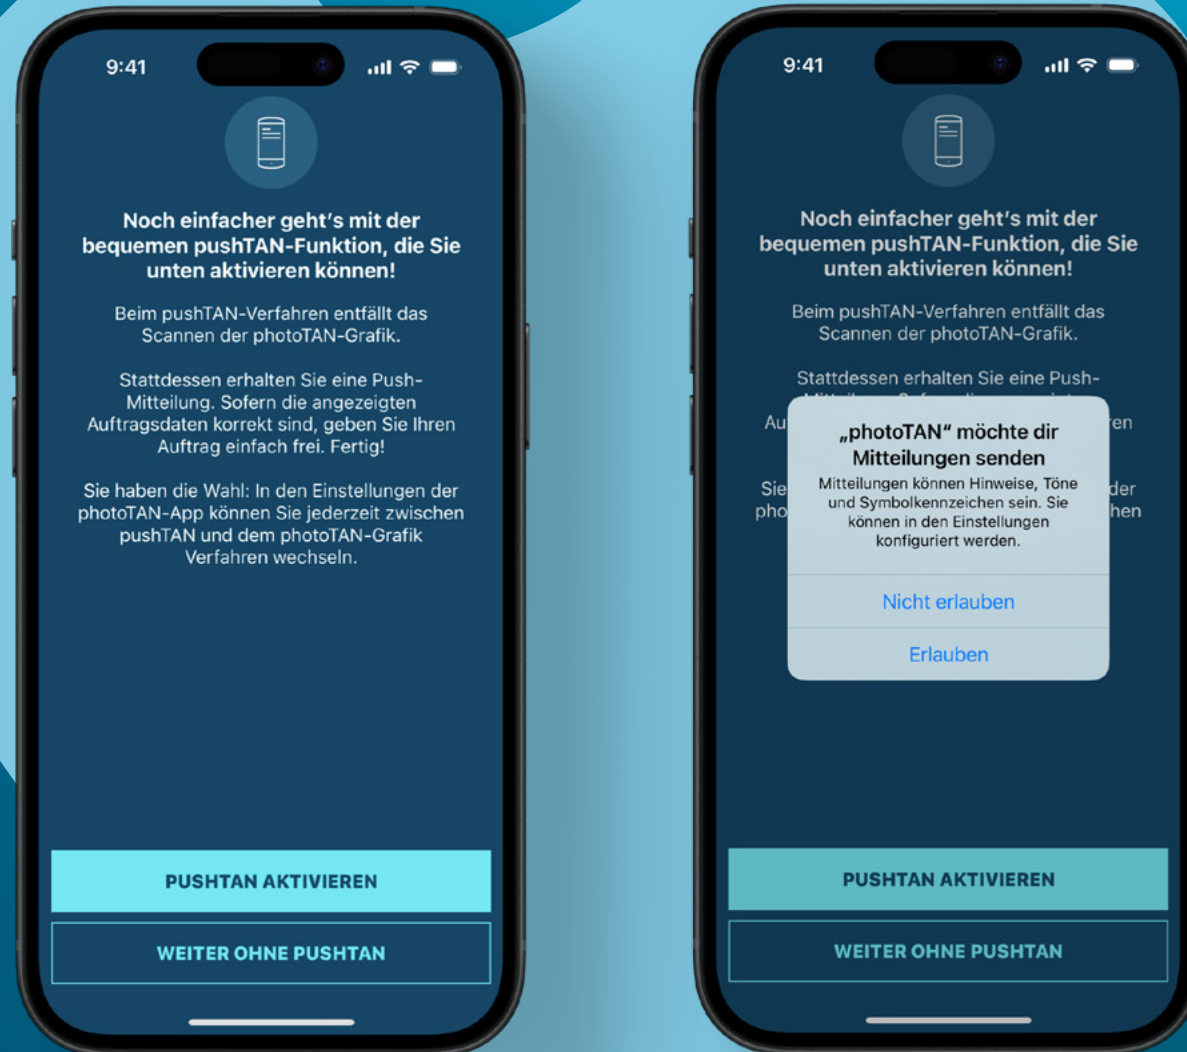 9:41
Noch einfacher geht's mit der
bequemen pushTAN-Funktion, die Sie
unten aktivieren können!
Beim pushTAN-Verfahren entfällt das
Scannen der photoTAN-Grafik.
Stattdessen erhalten Sie eine Push-
Mitteilung. Sofern die angezeigten
Auftragsdaten korrekt sind, geben Sie Ihren
Auftrag einfach frei. Fertig!
Sie haben die Wahl: In den Einstellungen der
photoTAN-App können Sie jederzeit zwischen
pushTAN und dem photoTAN-Grafik
Verfahren wechseln.
PUSHTAN AKTIVIEREN
WEITER OHNE PUSHTAN
9:41
Noch einfacher geht's mit der
bequemen pushTAN-Funktion, die Sie
unten aktivieren können!
Beim pushTAN-Verfahren entfällt das
Scannen der photoTAN-Grafik.
Stattdessen erhalten Sie eine Push-
Au ren
Sie der
pho hen
„photoTAN" möchte dir
Mitteilungen senden
Mitteilungen können Hinweise, Töne
und Symbolkennzeichen sein. Sie
können in den Einstellungen
konfiguriert werden.
Nicht erlauben
Erlauben
PUSHTAN AKTIVIEREN
WEITER OHNE PUSHTAN